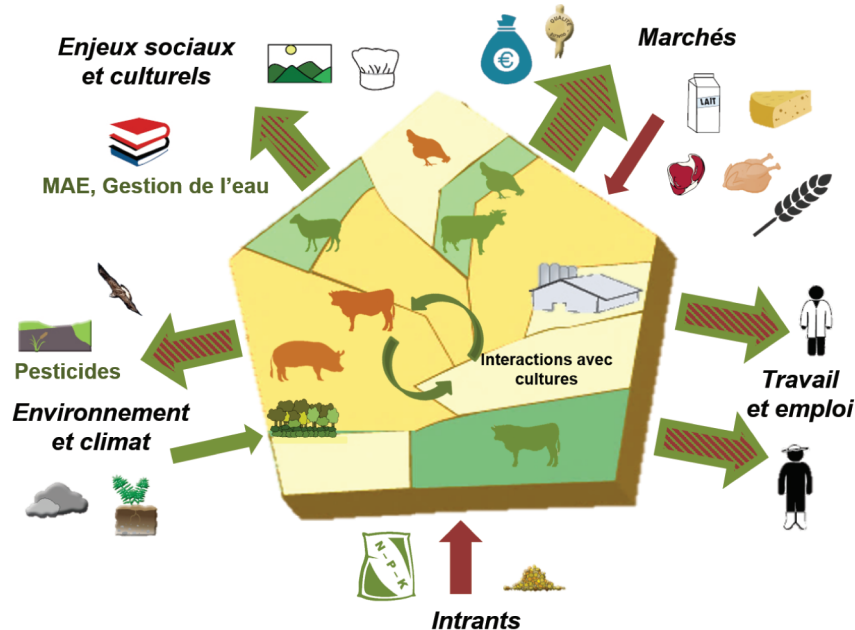 Enjeux sociaux
et culturels
Marchés
LAIT
QUALITÉ
MAE, Gestion de l'eau
Pesticides
Interactions avec
cultures
Environnement
et climat
Travail
et emploi
N-P-K
Intrants